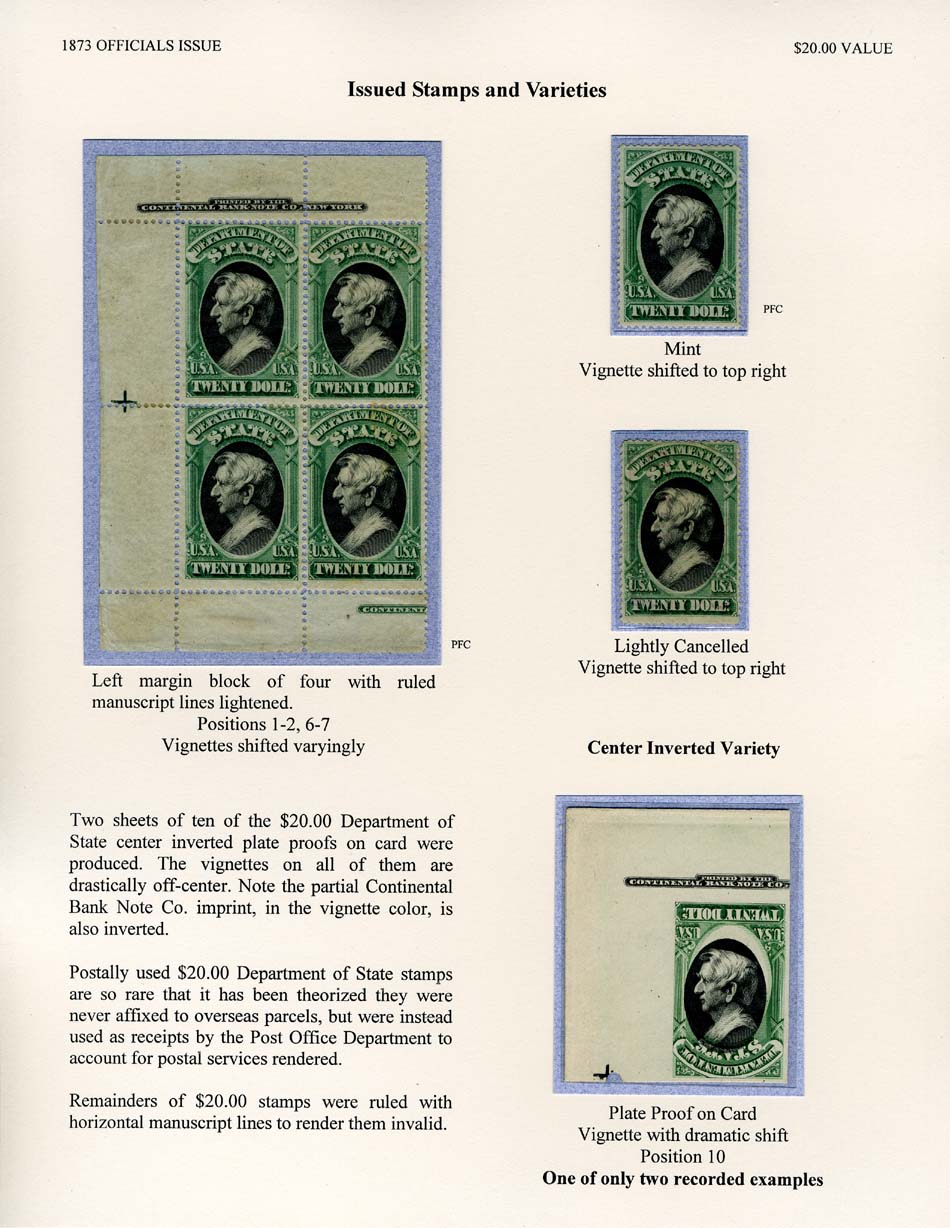 1873 OFFICIALS ISSUE
$20.00 VALUE
Issued Stamps and Varieties
PRINTED BY THE
CONTINENTAL BANK NOTE CO. NEW YORK
DEPARTMENT OF
STATE
U.S.A. U.S.A.
TWENTY DOLLS.
DEPARTMENT OF
STATE
U.S.A. U.S.A.
TWENTY DOLLS.
DEPARTMENT OF
STATE
U.S.A. U.S.A.
TWENTY DOLLS.
DEPARTMENT OF
STATE
U.S.A. U.S.A.
TWENTY DOLLS.
CONTINENT
PFC
Left margin block of four with ruled
manuscript lines lightened.
Positions 1-2, 6-7
Vignettes shifted varyingly
DEPARTMENT OF
STATE
U.S.A. U.S.A.
TWENTY DOLLS.
PFC
Mint
Vignette shifted to top right
DEPARTMENT OF
STATE
U.S.A. U.S.A.
TWENTY DOLLS.
Lightly Cancelled
Vignette shifted to top right
Two sheets of ten of the $20.00 Department of
State center inverted plate proofs on card were
produced. The vignettes on all of them are
drastically off-center. Note the partial Continental
Bank Note Co. imprint, in the vignette color, is
also inverted.
Postally used $20.00 Department of State stamps
are so rare that it has been theorized they were
never affixed to overseas parcels, but were instead
used as receipts by the Post Office Department to
account for postal services rendered.
Remainders of $20.00 stamps were ruled with
horizontal manuscript lines to render them invalid.
Center Inverted Variety
PRINTED BY THE
CONTINENTAL BANK NOTE CO.
TWENTY DOLLS.
U.S.A. U.S.A.
STATE
DEPARTMENT OF
Plate Proof on Card
Vignette with dramatic shift
Position 10
One of only two recorded examples